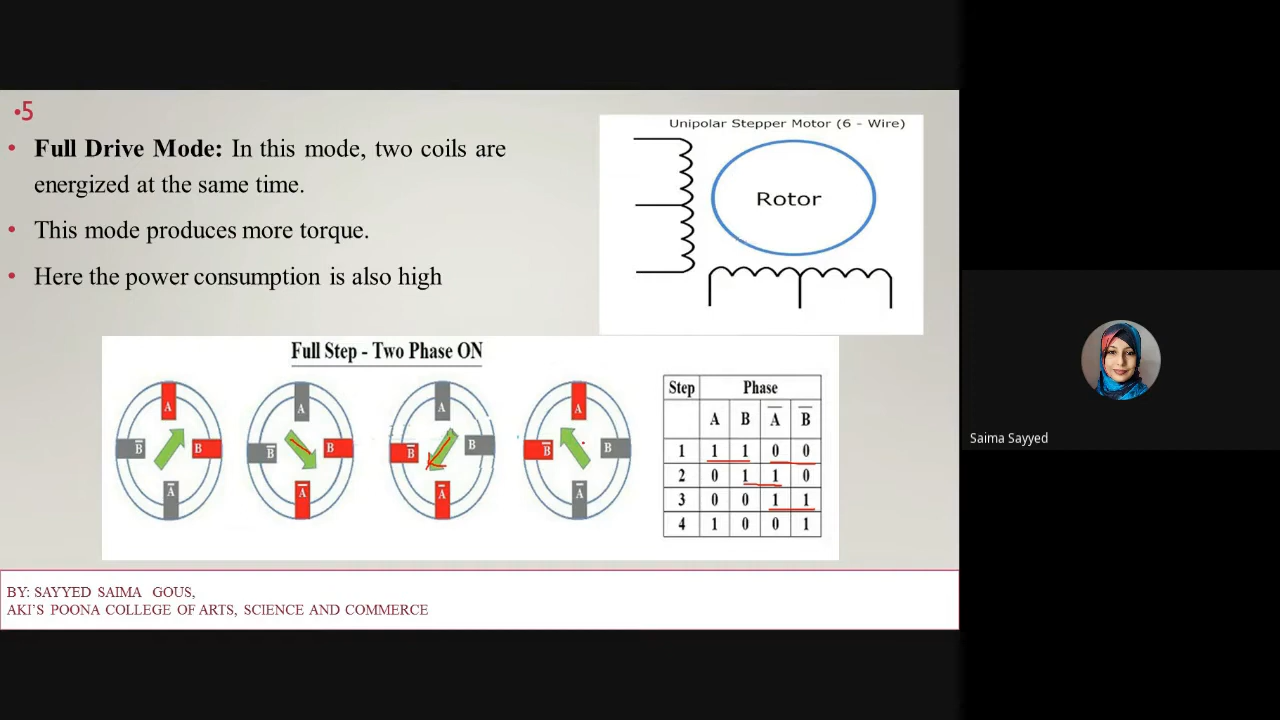 •5
• Full Drive Mode: In this mode, two coils are
energized at the same time.
• This mode produces more torque.
• Here the power consumption is also high
Unipolar Stepper Motor (6 - Wire)
Rotor
Full Step - Two Phase ON
A B A̅ B̅
A B A̅ B̅
A B A̅ B̅
A B A̅ B̅
Step Phase
A B A̅ B̅
1 1 1 0 0
2 0 1 1 0
3 0 0 1 1
4 1 0 0 1
BY: SAYYED SAIMA GOUS,
AKI'S POONA COLLEGE OF ARTS, SCIENCE AND COMMERCE
Saima Sayyed